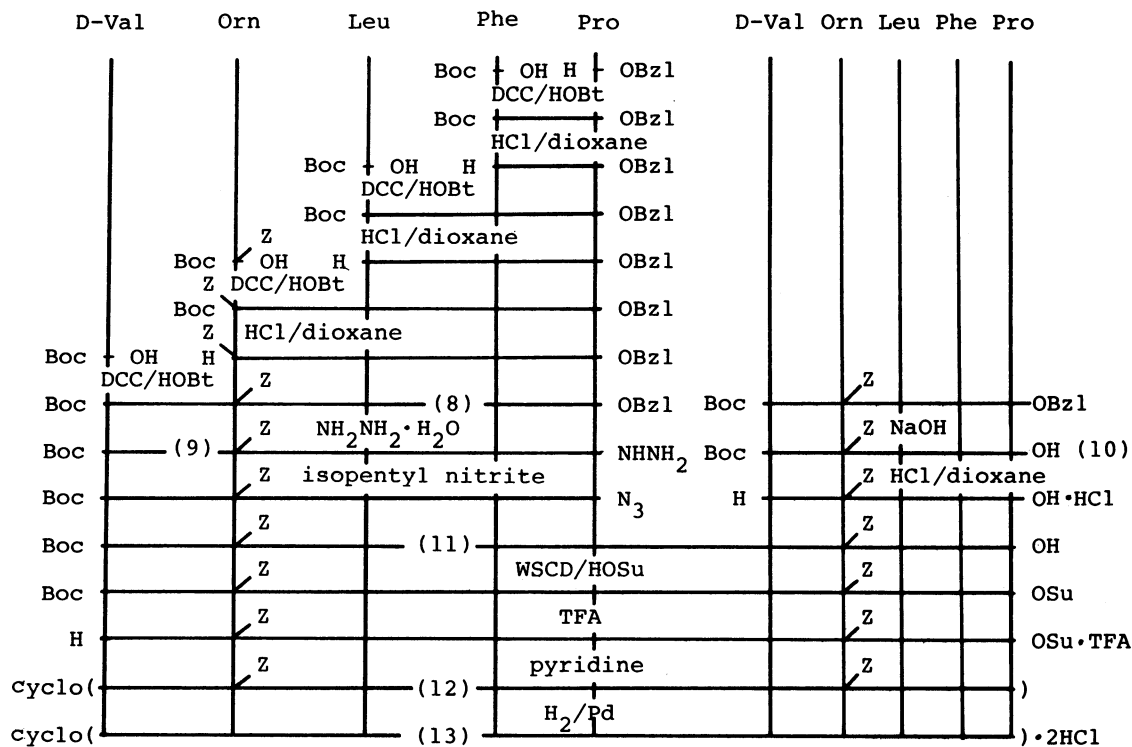 D-Val Orn Leu Phe Pro D-Val Orn Leu Phe Pro
Boc OH H OBzl
DCC/HOBt
Boc OBzl
HCl/dioxane
Boc OH H OBzl
DCC/HOBt
Boc OBzl
Z HCl/dioxane
Boc OH H OBzl
Z DCC/HOBt
Boc OBzl
Z HCl/dioxane
Boc OH H OBzl
DCC/HOBt Z Z
Boc (8) OBzl Boc OBzl
Z NH2NH2·H2O Z NaOH
Boc (9) NHNH2 Boc OH (10)
Z isopentyl nitrite Z HCl/dioxane
Boc N3 H OH·HCl
Z Z
Boc (11) OH
Z WSCD/HOSu Z
Boc OSu
Z TFA Z
H OSu·TFA
Z pyridine Z
cyclo( (12) )
H2/Pd
cyclo( (13) )·2HCl